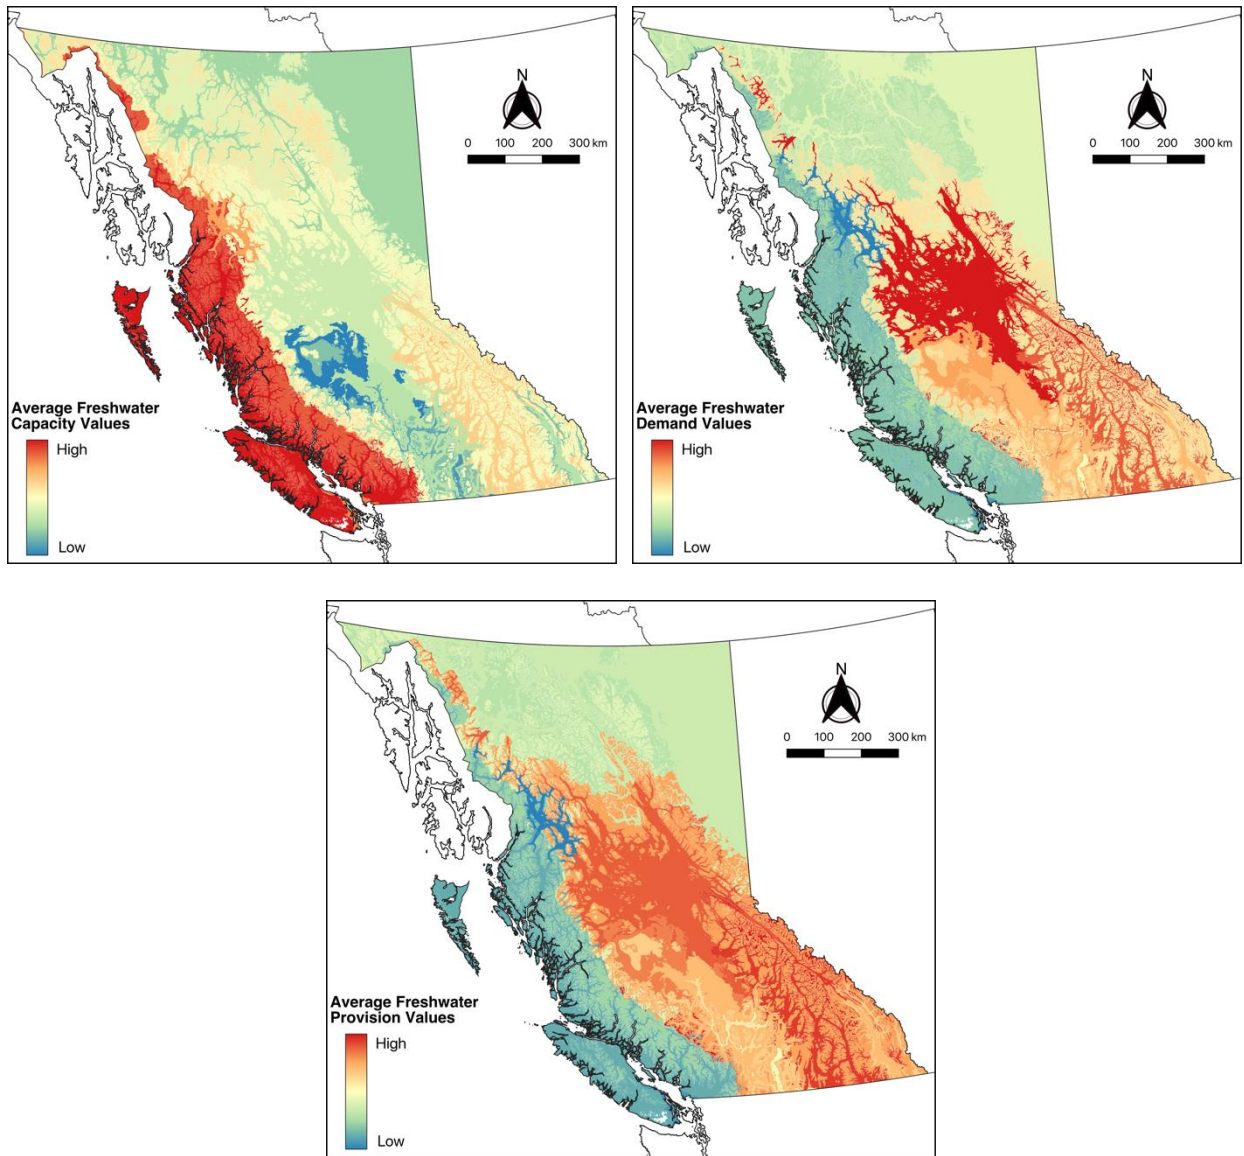 N
0 100 200 300 km
Average Freshwater
Capacity Values
High
Low
N
0 100 200 300 km
Average Freshwater
Demand Values
High
Low
N
0 100 200 300 km
Average Freshwater
Provision Values
High
Low